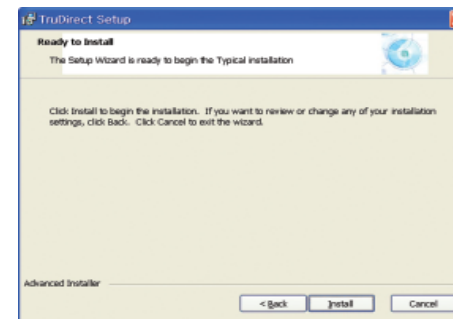 TruDirect Setup
Ready to Install
The Setup Wizard is ready to begin the Typical installation
Click Install to begin the installation. If you want to review or change any of your installation
settings, click Back. Click Cancel to exit the wizard.
Advanced Installer
< Back Install Cancel